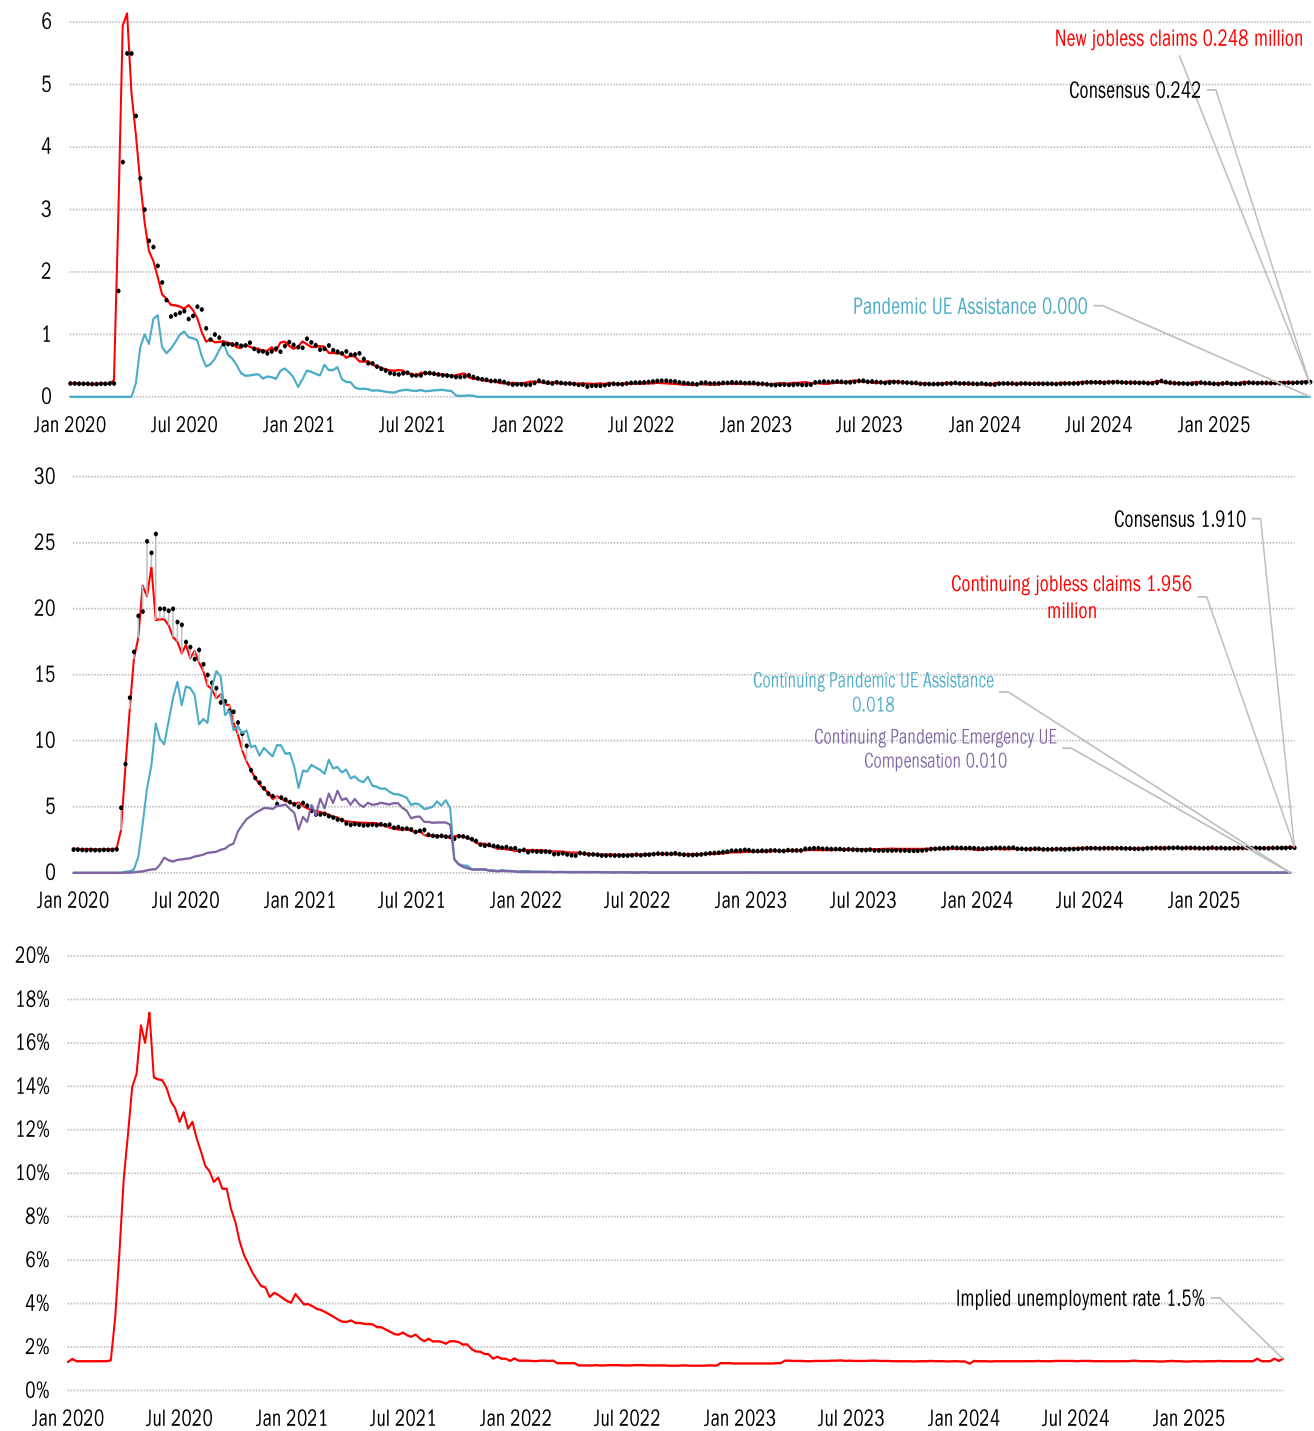 6
New jobless claims 0.248 million
5
Consensus 0.242
4
3
2
Pandemic UE Assistance 0.000
1
0
Jan 2020 Jul 2020 Jan 2021 Jul 2021 Jan 2022 Jul 2022 Jan 2023 Jul 2023 Jan 2024 Jul 2024 Jan 2025
30
Consensus 1.910
25
Continuing jobless claims 1.956
million
20
15
Continuing Pandemic UE Assistance
0.018
Continuing Pandemic Emergency UE
Compensation 0.010
10
5
0
Jan 2020 Jul 2020 Jan 2021 Jul 2021 Jan 2022 Jul 2022 Jan 2023 Jul 2023 Jan 2024 Jul 2024 Jan 2025
20%
18%
16%
14%
12%
10%
8%
6%
4%
Implied unemployment rate 1.5%
2%
0%
Jan 2020 Jul 2020 Jan 2021 Jul 2021 Jan 2022 Jul 2022 Jan 2023 Jul 2023 Jan 2024 Jul 2024 Jan 2025